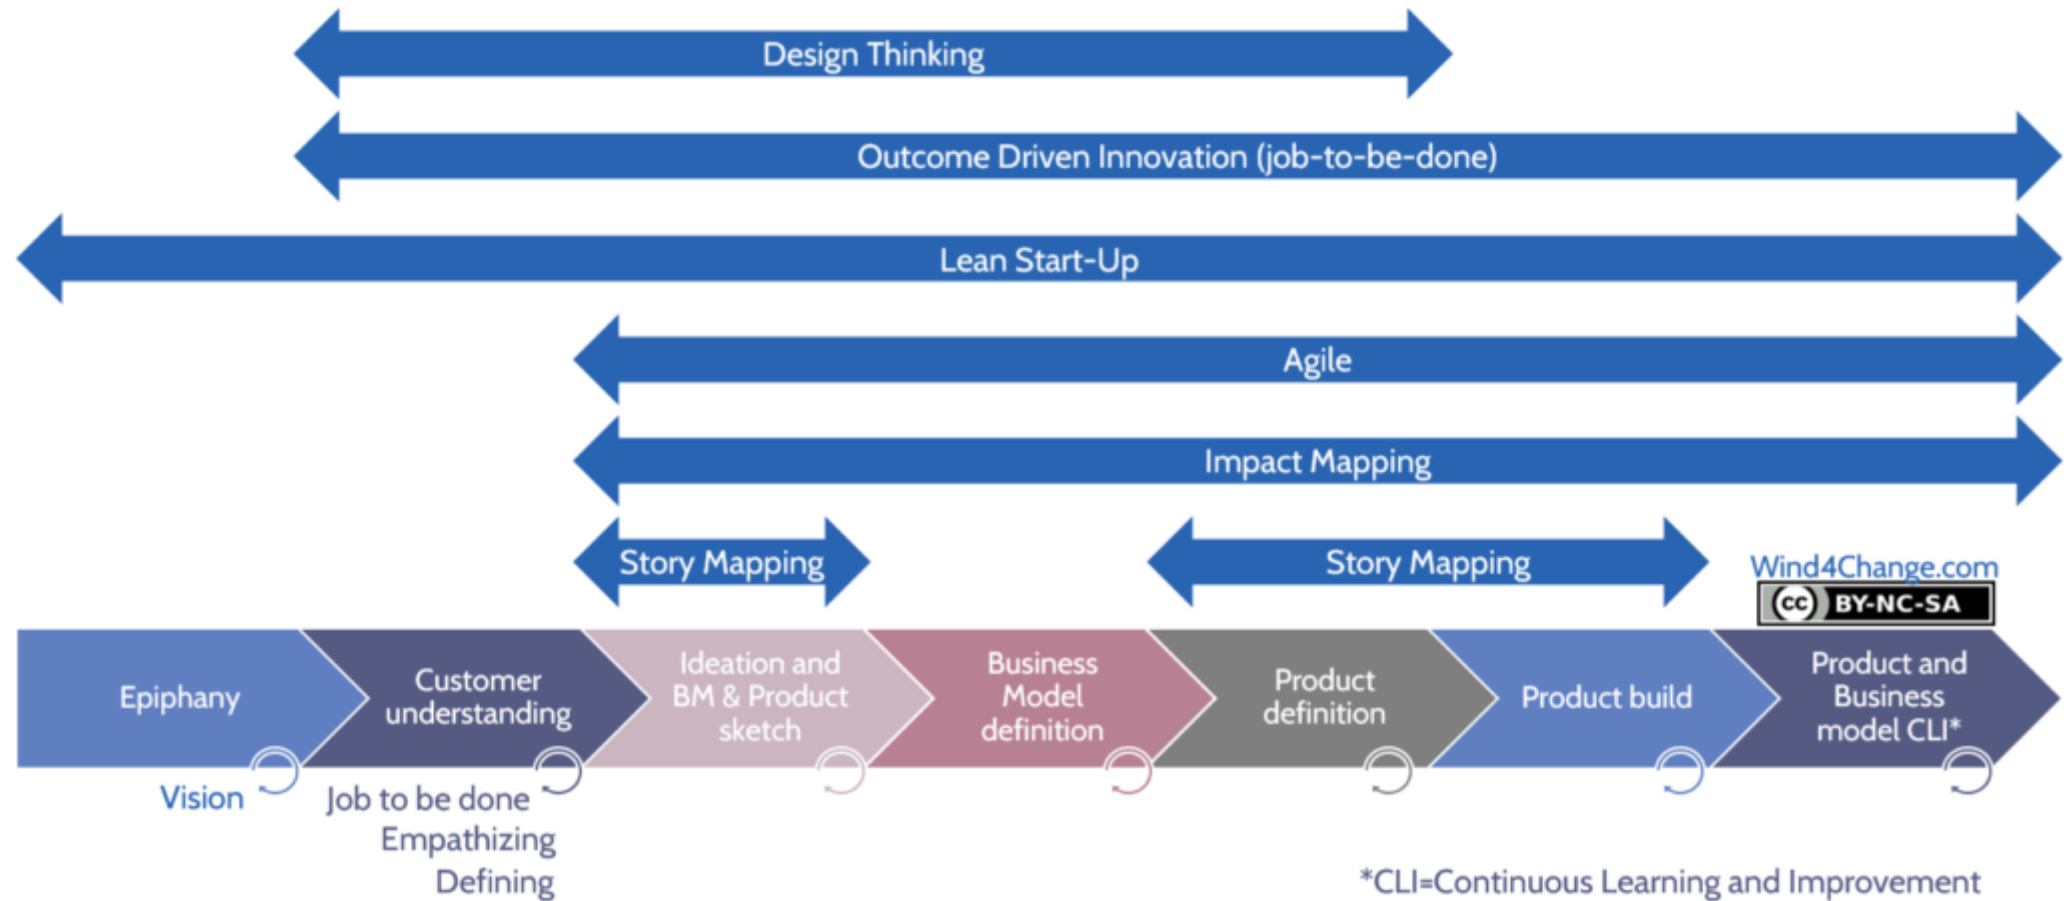 Design Thinking
Outcome Driven Innovation (job-to-be-done)
Lean Start-Up
Agile
Impact Mapping
Story Mapping
Story Mapping
Wind4Change.com
cc BY-NC-SA
Epiphany
Customer
understanding
Ideation and
BM & Product
sketch
Business
Model
definition
Product
definition
Product build
Product and
Business
model CLI*
Vision
Job to be done
Empathizing
Defining
*CLI=Continuous Learning and Improvement